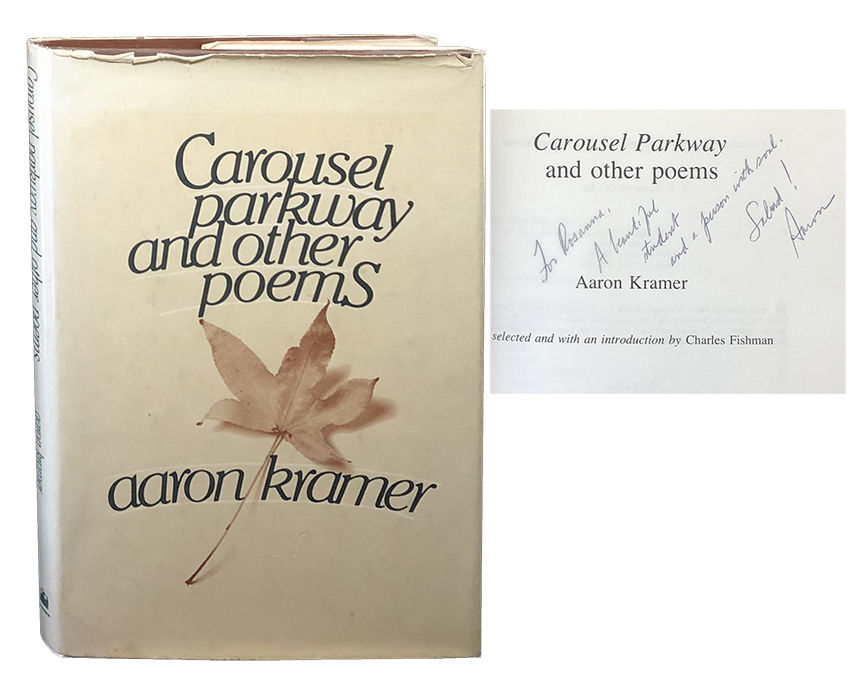 Carousel
parkway
and other
poems
aaron kramer
Carousel parkway and other poems
aaron kramer
Carousel Parkway
and other poems
For Rosanna,
A beautiful
student
and a person with soul.
Salud!
Aaron
Aaron Kramer
selected and with an introduction by Charles Fishman